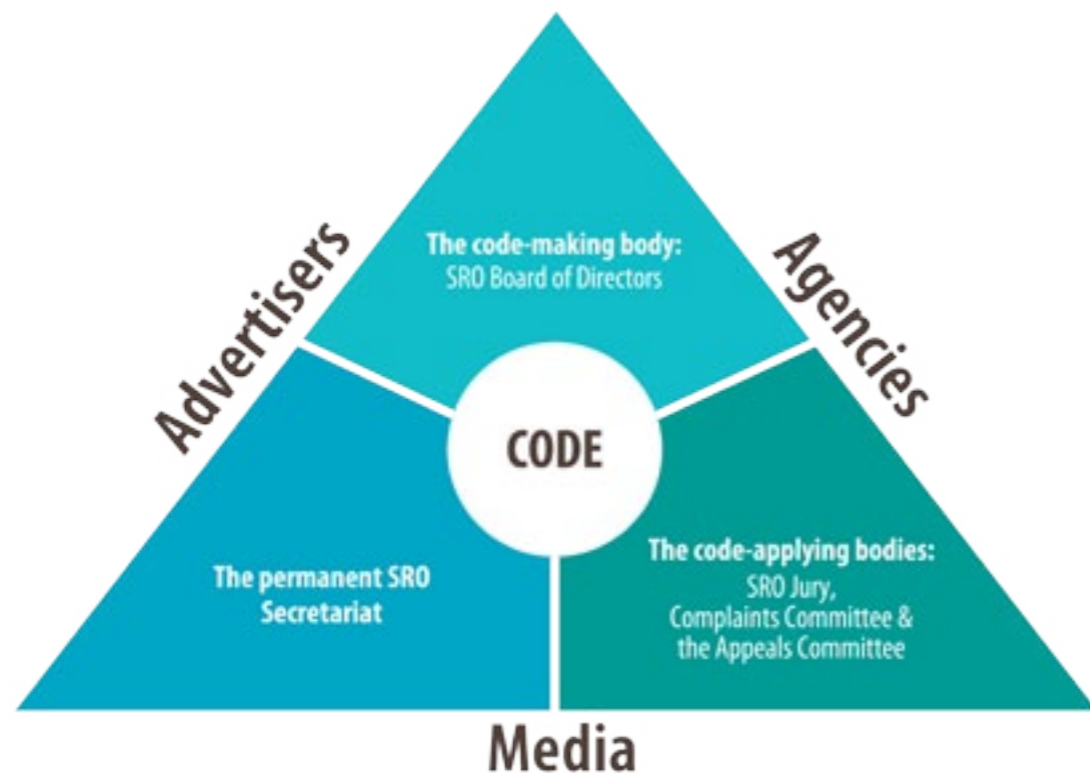 The code-making body:
SRO Board of Directors
Advertisers
Agencies
CODE
The permanent SRO
Secretariat
The code-applying bodies:
SRO Jury,
Complaints Committee &
the Appeals Committee
Media